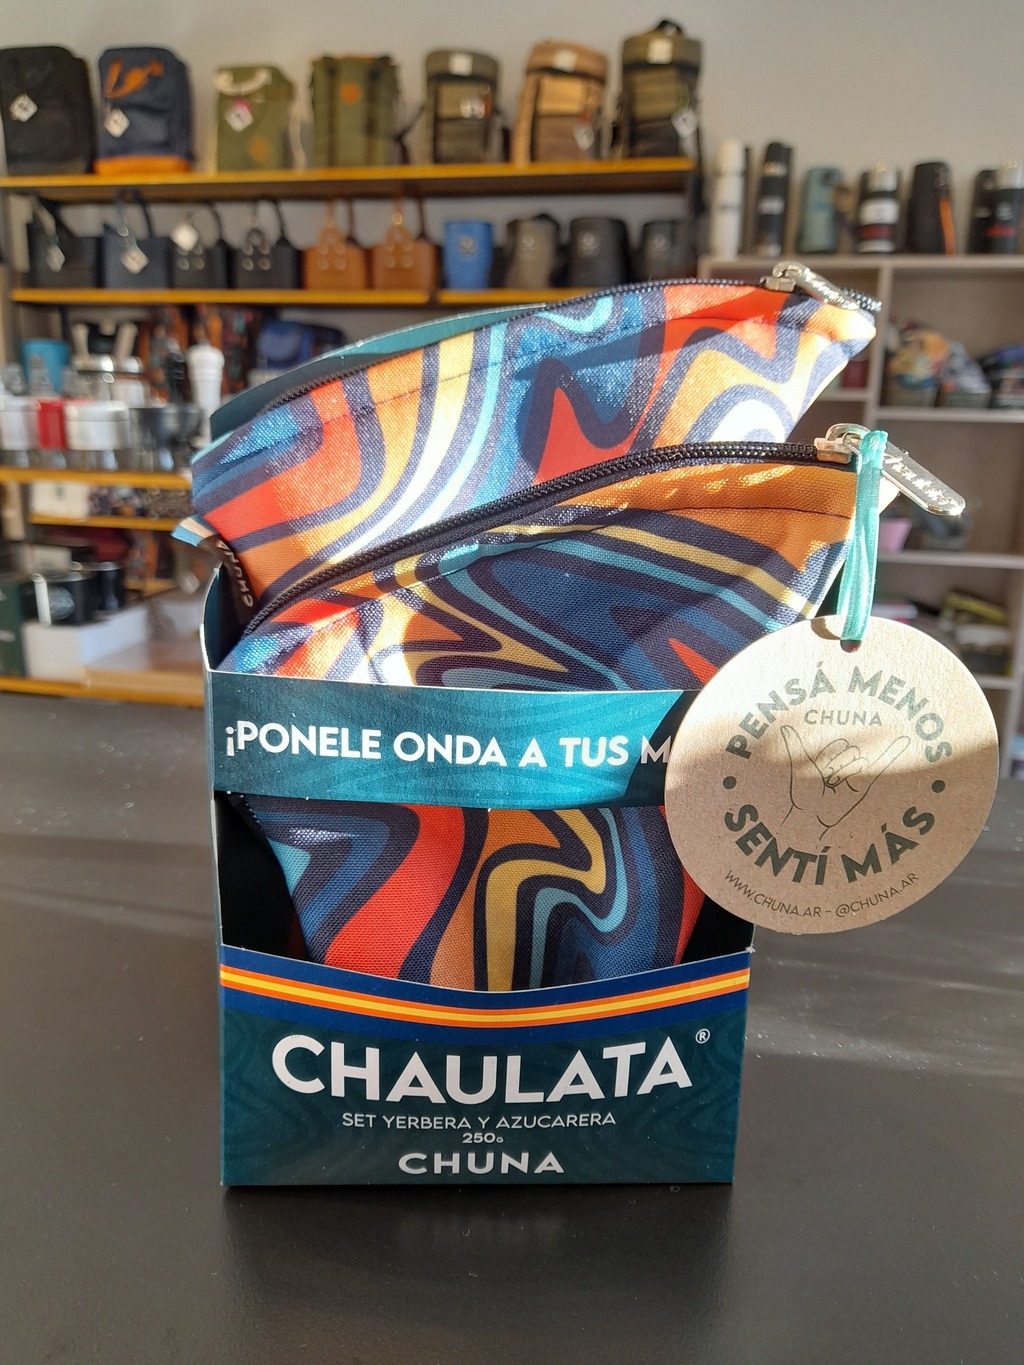 CHUNA
¡PONELE ONDA A TUS
PENSÁ MENOS
CHUNA
SENTÍ MÁS
WWW.CHUNA.AR - @CHUNA.AR
CHAULATA®
SET YERBERA Y AZUCARERA
250G
CHUNA